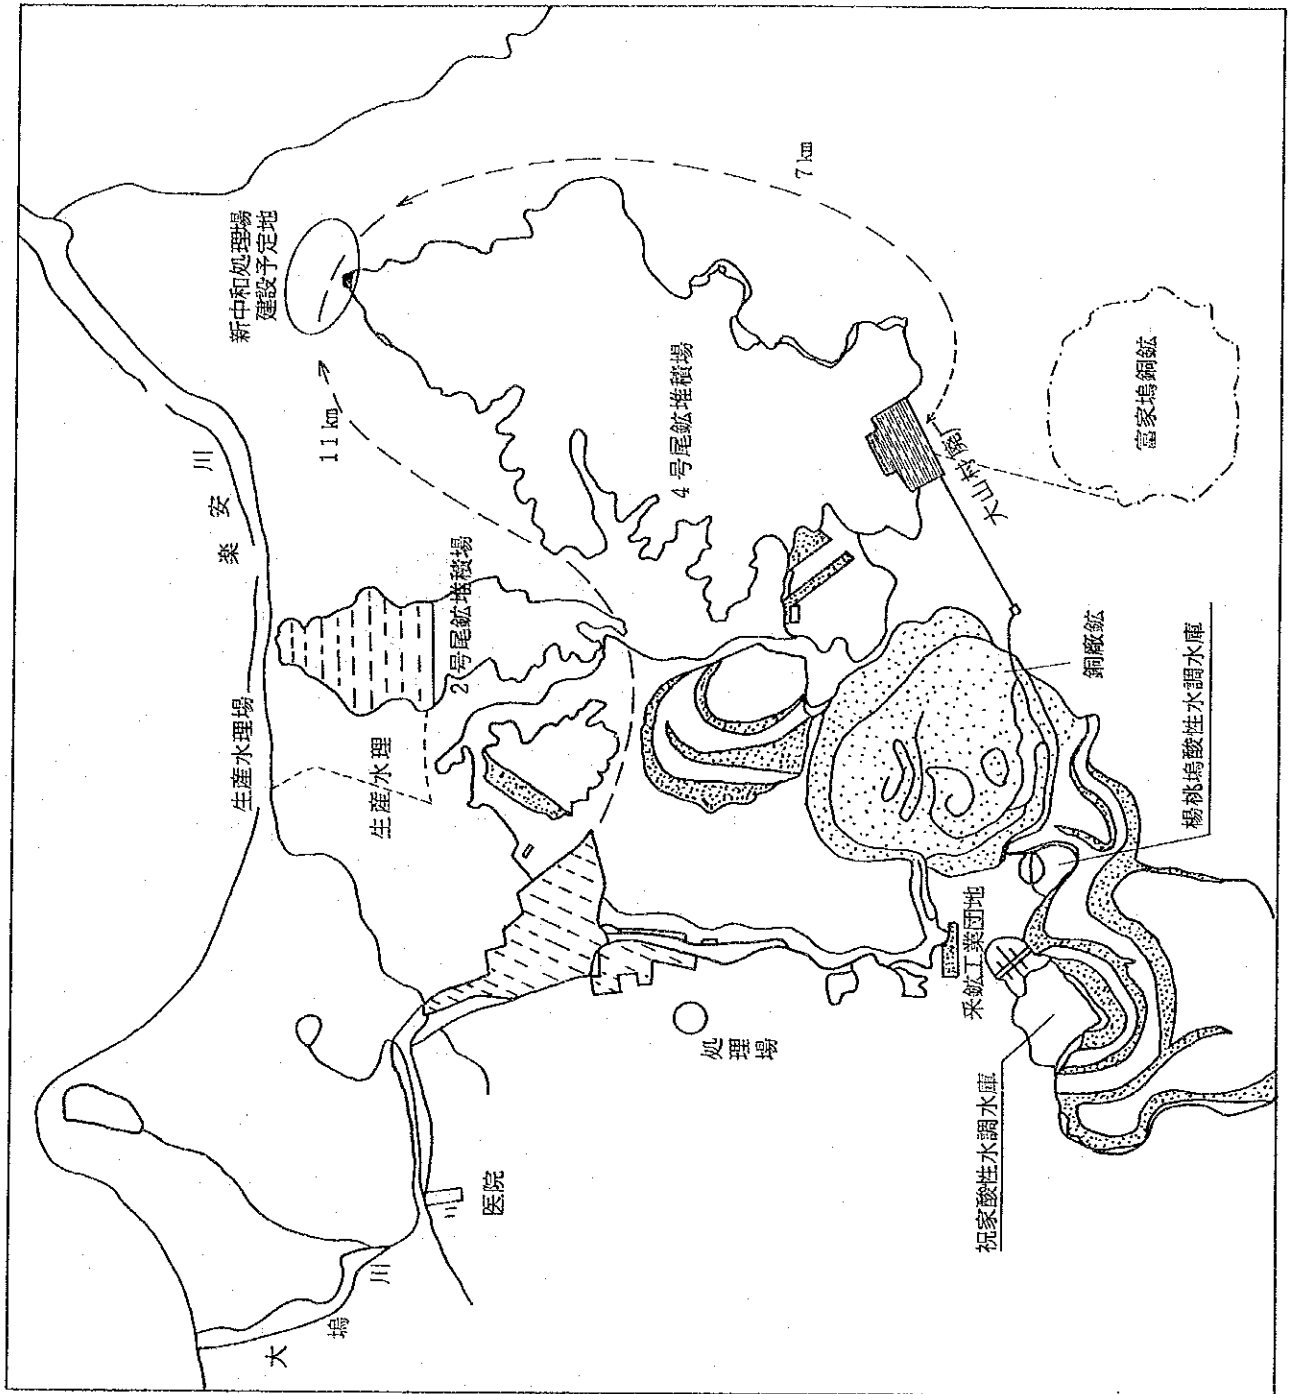 新中和処理場
建設予定地
7㎞
11㎞
楽安川
4号尾鉱堆積場
2号尾鉱堆積場
大山村選厂
富家塢銅鉱
生産水理場
生産水理
銅廠鉱
楊桃塢酸性水調水庫
采鉱工業団地
処理場
祝家酸性水調水庫
医院
大塢川